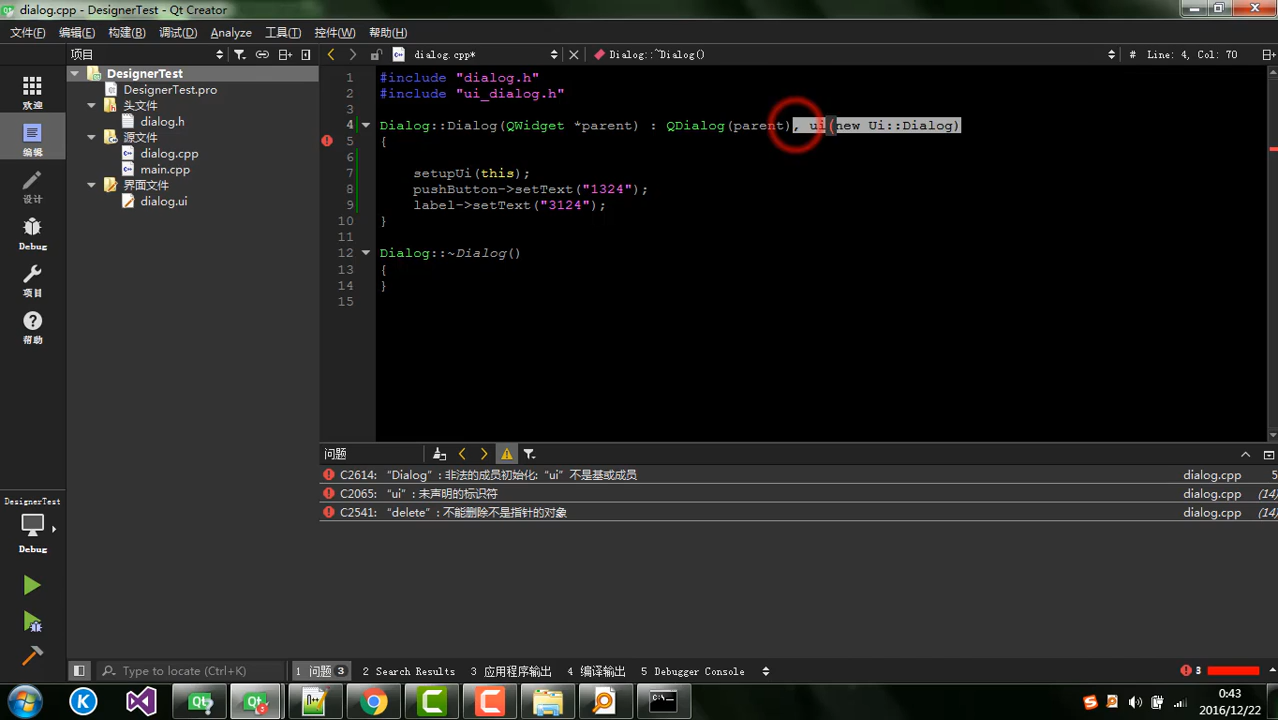 dialog.cpp - DesignerTest - Qt Creator
文件(F) 编辑(E) 构建(B) 调试(D) Analyze 工具(T) 控件(W) 帮助(H)
项目 dialog.cpp* Dialog::~Dialog() # Line: 4, Col: 70
DesignerTest
DesignerTest.pro
头文件
dialog.h
源文件
dialog.cpp
main.cpp
界面文件
dialog.ui
欢迎
编辑
设计
Debug
项目
帮助
DesignerTest
Debug
1 #include "dialog.h"
2 #include "ui_dialog.h"
3
4 Dialog::Dialog(QWidget *parent) : QDialog(parent), ui(new Ui::Dialog)
5 {
6
7 setupUi(this);
8 pushButton->setText("1324");
9 label->setText("3124");
10 }
11
12 Dialog::~Dialog()
13 {
14 }
15
问题
C2614: "Dialog": 非法的成员初始化: "ui" 不是基或成员 dialog.cpp 5
C2065: "ui": 未声明的标识符 dialog.cpp (14)
C2541: "delete": 不能删除不是指针的对象 dialog.cpp (14)
Type to locate (Ctrl+K) 1 问题 3 2 Search Results 3 应用程序输出 4 编译输出 5 Debugger Console 3
0:43
2016/12/22